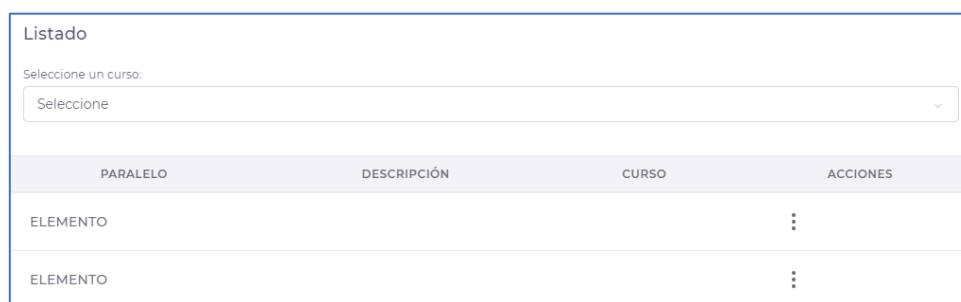 Listado
Seleccione un curso:
Seleccione
PARALELO DESCRIPCIÓN CURSO ACCIONES
ELEMENTO
ELEMENTO